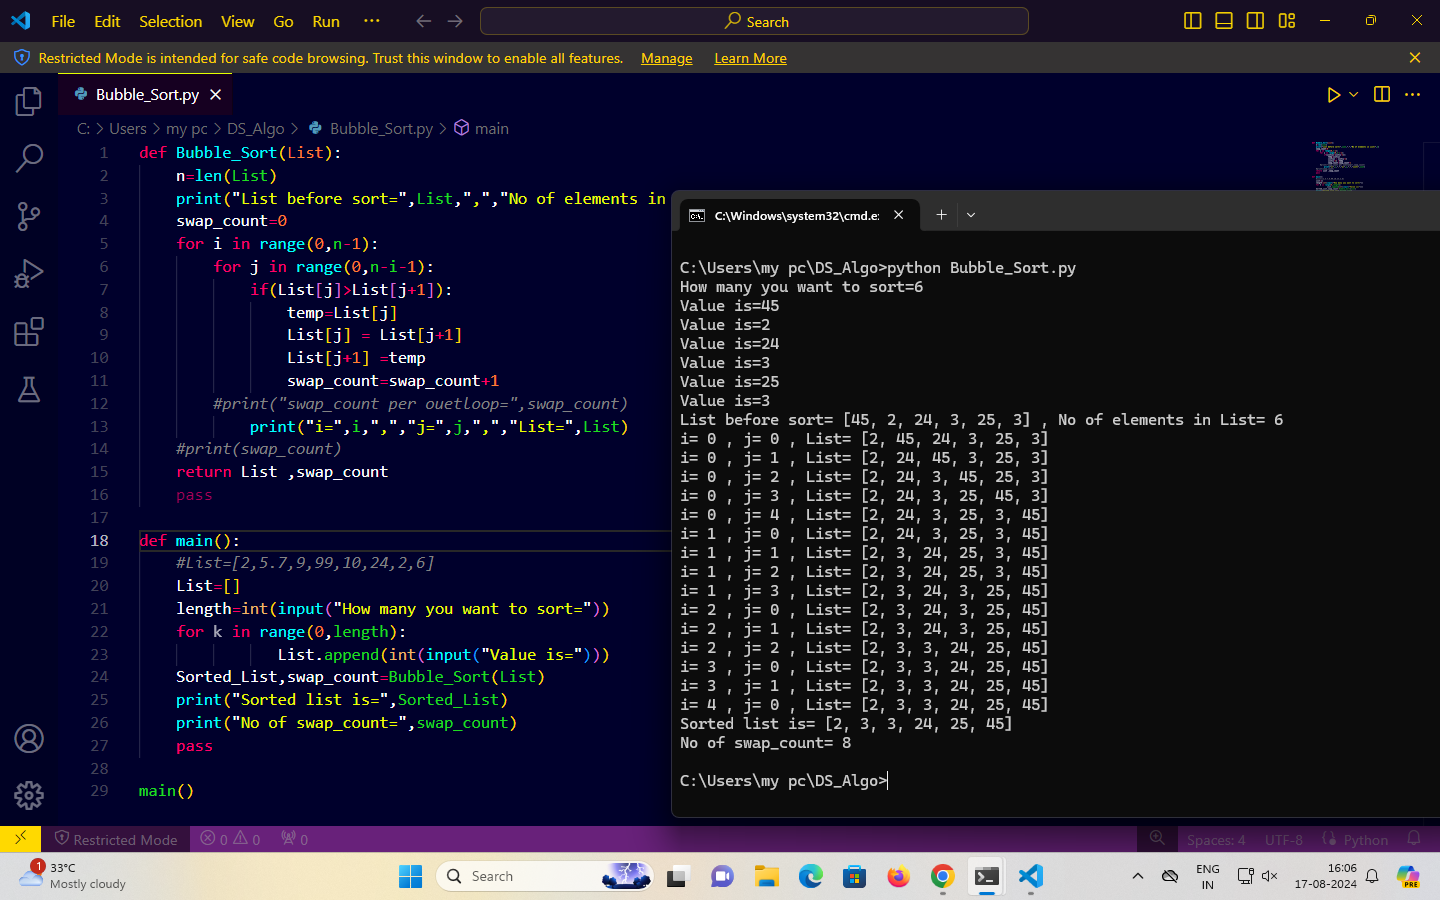 File Edit Selection View Go Run ··· Search
Restricted Mode is intended for safe code browsing. Trust this window to enable all features. Manage Learn More
Bubble_Sort.py
C: > Users > my pc > DS_Algo > Bubble_Sort.py > main
1 def Bubble_Sort(List):
2 n=len(List)
3 print("List before sort=",List,",","No of elements in
4 swap_count=0
5 for i in range(0,n-1):
6 for j in range(0,n-i-1):
7 if(List[j]>List[j+1]):
8 temp=List[j]
9 List[j] = List[j+1]
10 List[j+1] =temp
11 swap_count=swap_count+1
12 #print("swap_count per ouetloop=",swap_count)
13 print("i=",i,",","j=",j,",","List=",List)
14 #print(swap_count)
15 return List ,swap_count
16 pass
17
18 def main():
19 #List=[2,5.7,9,99,10,24,2,6]
20 List=[]
21 length=int(input("How many you want to sort="))
22 for k in range(0,length):
23 List.append(int(input("Value is=")))
24 Sorted_List,swap_count=Bubble_Sort(List)
25 print("Sorted list is=",Sorted_List)
26 print("No of swap_count=",swap_count)
27 pass
28
29 main()
C:\Windows\system32\cmd.e
C:\Users\my pc\DS_Algo>python Bubble_Sort.py
How many you want to sort=6
Value is=45
Value is=2
Value is=24
Value is=3
Value is=25
Value is=3
List before sort= [45, 2, 24, 3, 25, 3] , No of elements in List= 6
i= 0 , j= 0 , List= [2, 45, 24, 3, 25, 3]
i= 0 , j= 1 , List= [2, 24, 45, 3, 25, 3]
i= 0 , j= 2 , List= [2, 24, 3, 45, 25, 3]
i= 0 , j= 3 , List= [2, 24, 3, 25, 45, 3]
i= 0 , j= 4 , List= [2, 24, 3, 25, 3, 45]
i= 1 , j= 0 , List= [2, 24, 3, 25, 3, 45]
i= 1 , j= 1 , List= [2, 3, 24, 25, 3, 45]
i= 1 , j= 2 , List= [2, 3, 24, 25, 3, 45]
i= 1 , j= 3 , List= [2, 3, 24, 3, 25, 45]
i= 2 , j= 0 , List= [2, 3, 24, 3, 25, 45]
i= 2 , j= 1 , List= [2, 3, 24, 3, 25, 45]
i= 2 , j= 2 , List= [2, 3, 3, 24, 25, 45]
i= 3 , j= 0 , List= [2, 3, 3, 24, 25, 45]
i= 3 , j= 1 , List= [2, 3, 3, 24, 25, 45]
i= 4 , j= 0 , List= [2, 3, 3, 24, 25, 45]
Sorted list is= [2, 3, 3, 24, 25, 45]
No of swap_count= 8
C:\Users\my pc\DS_Algo>
Restricted Mode 0 0 0 Spaces: 4 UTF-8 Python
1 33°C
Mostly cloudy
Search
ENG
IN
16:06
17-08-2024
PRE